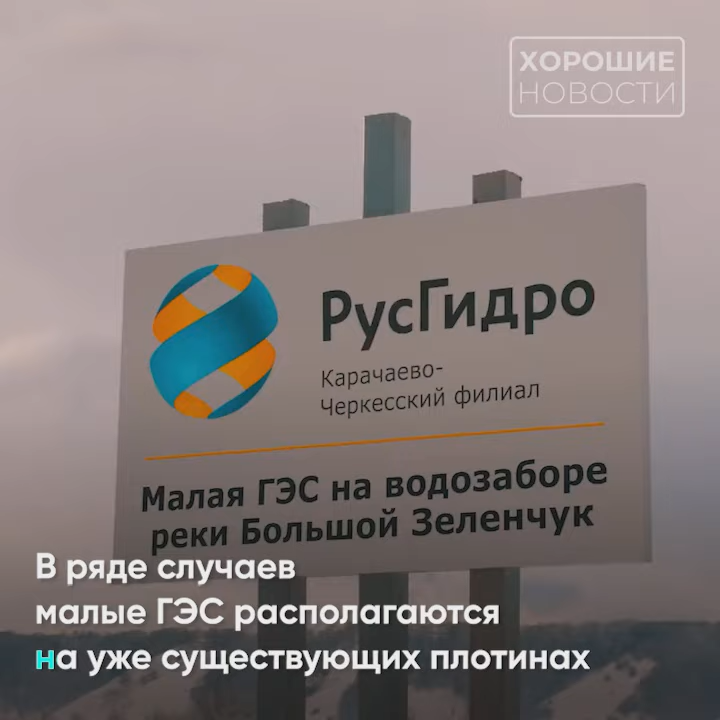 ХОРОШИЕ
НОВОСТИ
РусГидро
Карачаево-
Черкесский филиал
Малая ГЭС на водозаборе
реки Большой Зеленчук
В ряде случаев
малые ГЭС располагаются
на уже существующих плотинах